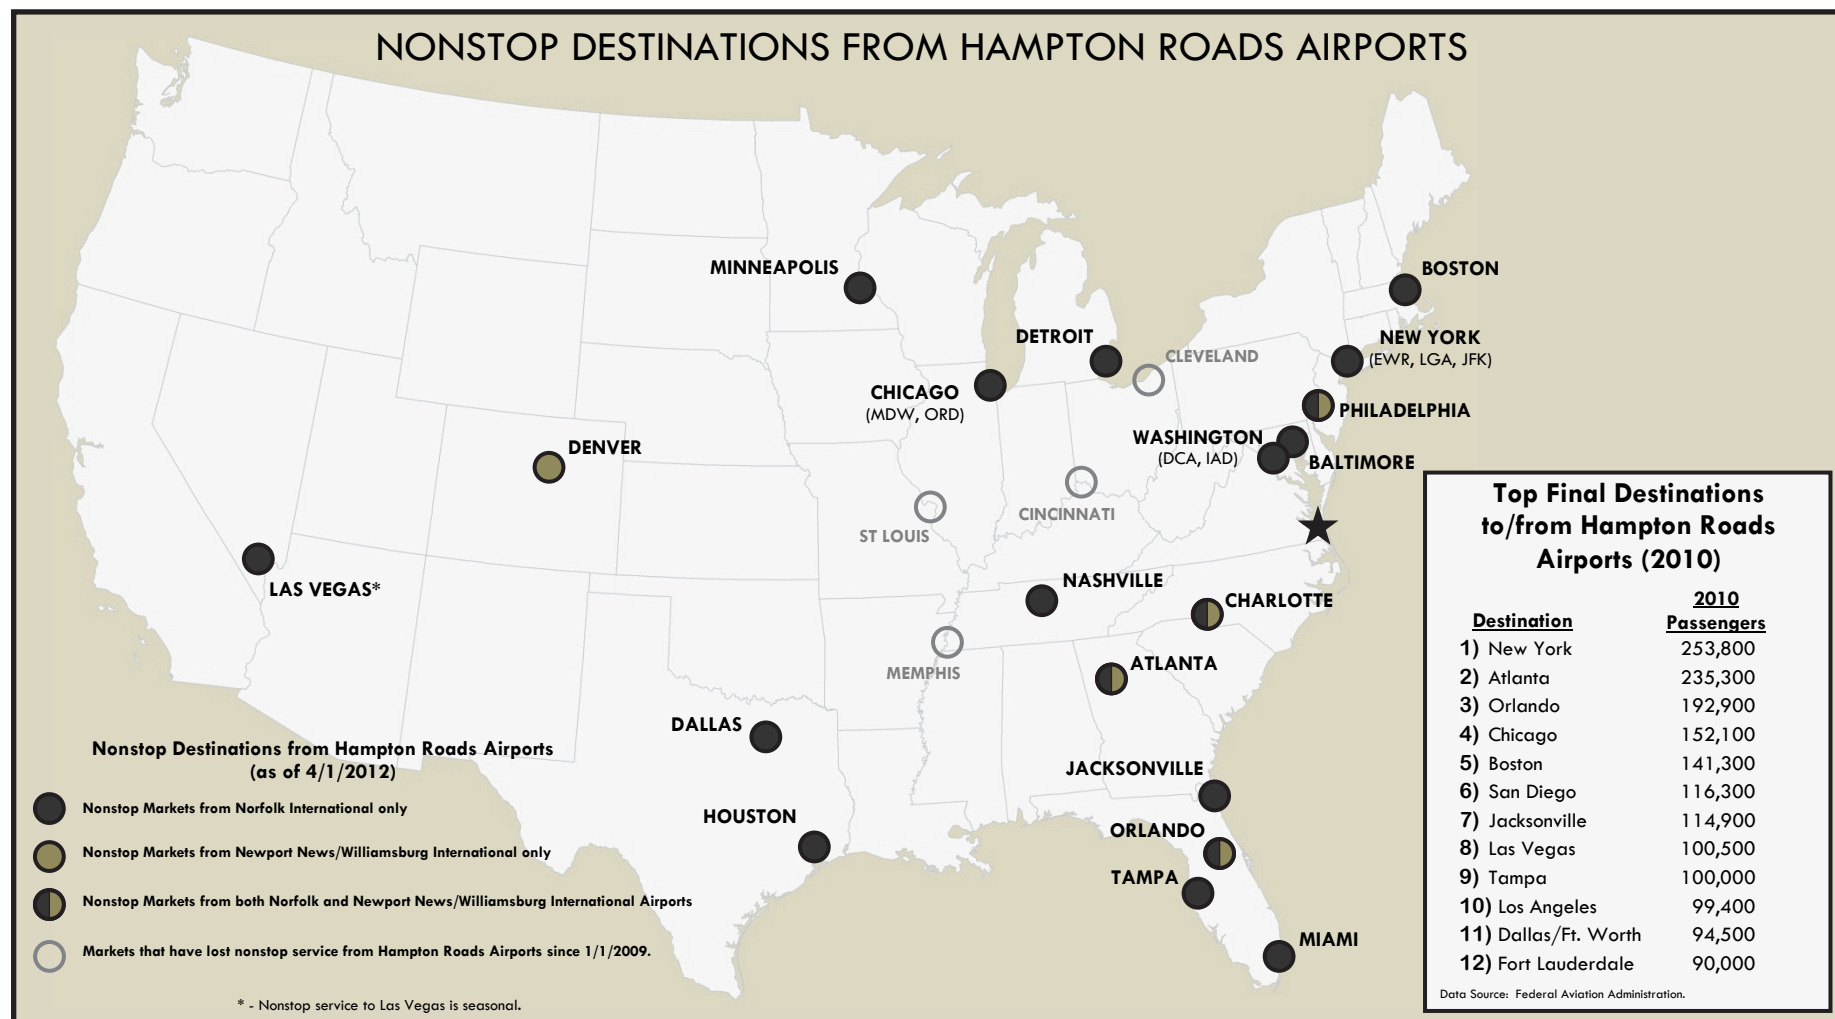 NONSTOP DESTINATIONS FROM HAMPTON ROADS AIRPORTS
MINNEAPOLIS
BOSTON
DETROIT
NEW YORK
(EWR, LGA, JFK)
CLEVELAND
CHICAGO
(MDW, ORD)
PHILADELPHIA
WASHINGTON
(DCA, IAD)
BALTIMORE
DENVER
CINCINNATI
ST LOUIS
LAS VEGAS*
NASHVILLE
CHARLOTTE
MEMPHIS
ATLANTA
DALLAS
JACKSONVILLE
HOUSTON
ORLANDO
TAMPA
MIAMI
Nonstop Destinations from Hampton Roads Airports
(as of 4/1/2012)
Nonstop Markets from Norfolk International only
Nonstop Markets from Newport News/Williamsburg International only
Nonstop Markets from both Norfolk and Newport News/Williamsburg International Airports
Markets that have lost nonstop service from Hampton Roads Airports since 1/1/2009.
* - Nonstop service to Las Vegas is seasonal.
Top Final Destinations
to/from Hampton Roads
Airports (2010)
2010
Destination Passengers
1) New York 253,800
2) Atlanta 235,300
3) Orlando 192,900
4) Chicago 152,100
5) Boston 141,300
6) San Diego 116,300
7) Jacksonville 114,900
8) Las Vegas 100,500
9) Tampa 100,000
10) Los Angeles 99,400
11) Dallas/Ft. Worth 94,500
12) Fort Lauderdale 90,000
Data Source: Federal Aviation Administration.